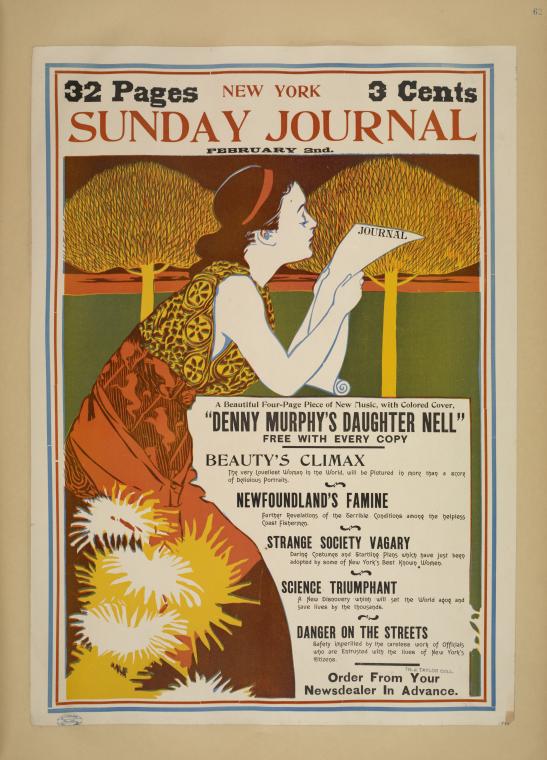 62
32 Pages NEW YORK 3 Cents
SUNDAY JOURNAL
FEBRUARY 2nd.
JOURNAL
A Beautiful Four-Page Piece of New Music, with Colored Cover,
"DENNY MURPHY'S DAUGHTER NELL"
FREE WITH EVERY COPY
BEAUTY'S CLIMAX
The very Loveliest Women in the World, will be Pictured in more than a score
of Delicious Portraits.
NEWFOUNDLAND'S FAMINE
Further Revelations of the Terrible Conditions among the helpless
Coast Fishermen.
STRANGE SOCIETY VAGARY
Daring Costumes and Startling Plans which have just been
adopted by some of New York's Best Known Women.
SCIENCE TRIUMPHANT
A New Discovery which will set the World agog and
save lives by the thousands.
DANGER ON THE STREETS
Safety imperilled by the careless work of Officials
who are Entrusted with the lives of New York's
Citizens.
TAYLOR COLL.
Order From Your
Newsdealer In Advance.